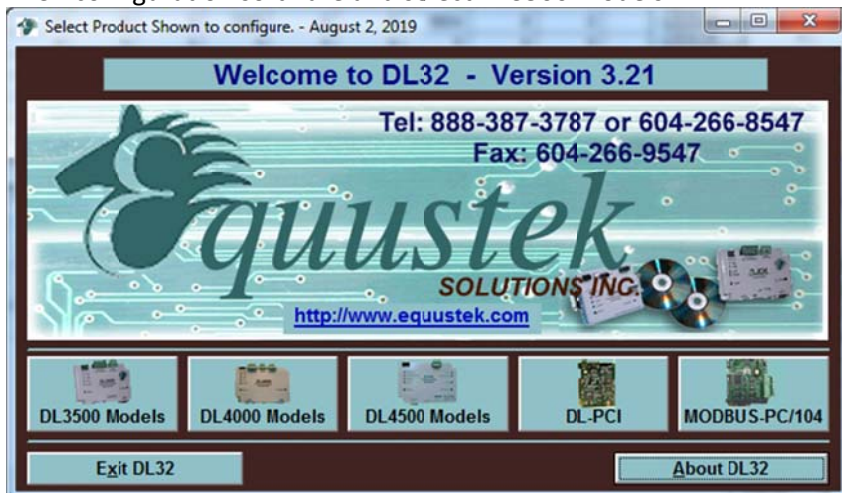 Select Product Shown to configure. - August 2, 2019
Welcome to DL32 - Version 3.21
Tel: 888-387-3787 or 604-266-8547
Fax: 604-266-9547
Equustek
SOLUTIONS INC.
http://www.equustek.com
DL3500 Models DL4000 Models DL4500 Models DL-PCI MODBUS-PC/104
Exit DL32 About DL32